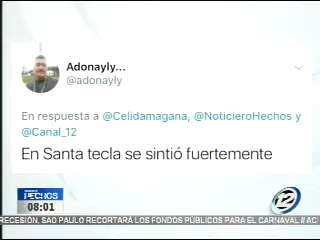 Adonayly...
@adonayly
En respuesta a @Celidamagana, @NoticieroHechos y
@Canal_12
En Santa tecla se sintió fuertemente
HECHOS
08:01
12
RECESIÓN, SAO PAULO RECORTARÁ LOS FONDOS PÚBLICOS PARA EL CARNAVAL // AC